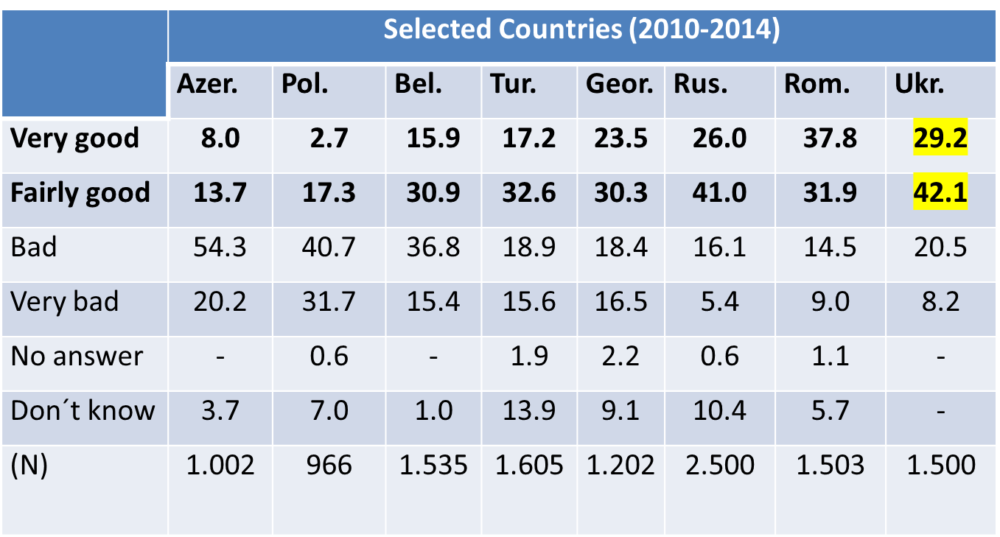 Selected Countries (2010-2014)
Azer. Pol. Bel. Tur. Geor. Rus. Rom. Ukr.
Very good 8.0 2.7 15.9 17.2 23.5 26.0 37.8 29.2
Fairly good 13.7 17.3 30.9 32.6 30.3 41.0 31.9 42.1
Bad 54.3 40.7 36.8 18.9 18.4 16.1 14.5 20.5
Very bad 20.2 31.7 15.4 15.6 16.5 5.4 9.0 8.2
No answer - 0.6 - 1.9 2.2 0.6 1.1 -
Don´t know 3.7 7.0 1.0 13.9 9.1 10.4 5.7 -
(N) 1.002 966 1.535 1.605 1.202 2.500 1.503 1.500